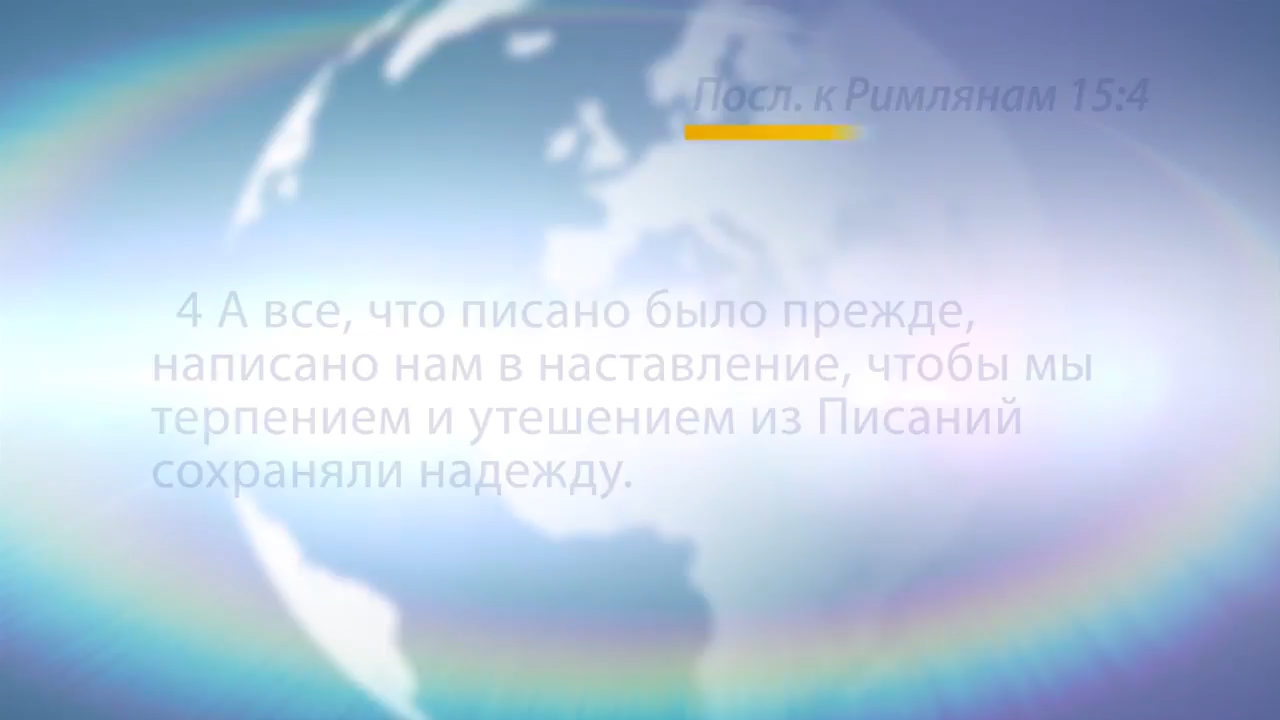 Посл. к Римлянам 15:4
4 А все, что писано было прежде,
написано нам в наставление, чтобы мы
терпением и утешением из Писаний
сохраняли надежду.